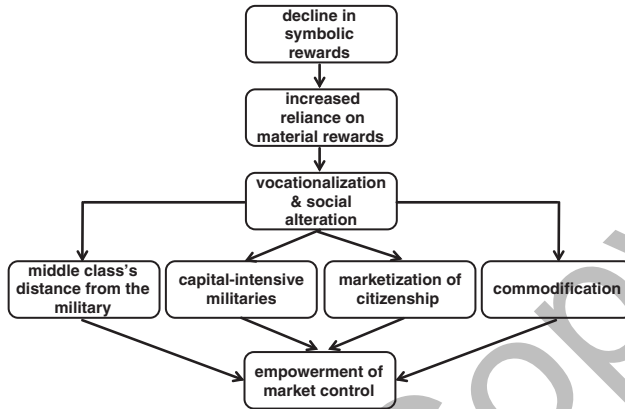 decline in
symbolic
rewards
increased
reliance on
material rewards
vocationalization
& social
alteration
middle class's
distance from the
military
capital-intensive
militaries
marketization of
citizenship
commodification
empowerment of
market control